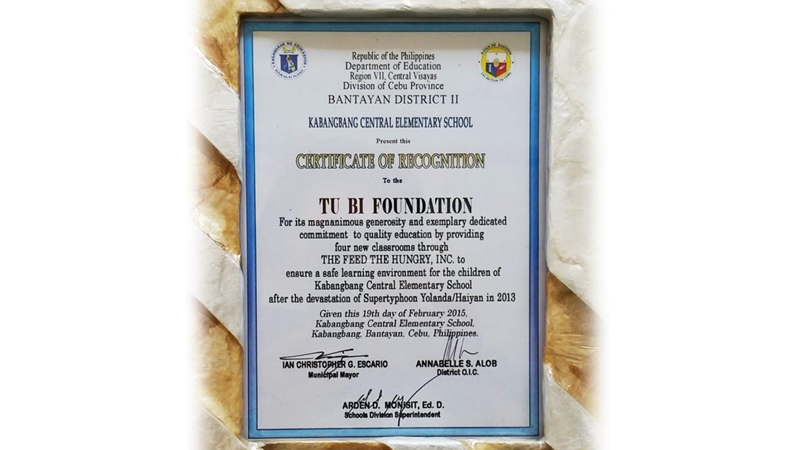 Republic of the Philippines
Department of Education
Region VII, Central Visayas
Division of Cebu Province
BANTAYAN DISTRICT II
KABANGBANG CENTRAL ELEMENTARY SCHOOL
Present this
CERTIFICATE OF RECOGNITION
To the
TU BI FOUNDATION
For its magnanimous generosity and exemplary dedicated
commitment to quality education by providing
four new classrooms through
THE FEED THE HUNGRY, INC. to
ensure a safe learning environment for the children of
Kabangbang Central Elementary School
after the devastation of Supertyphoon Yolanda/Haiyan in 2013
Given this 19th day of February 2015,
Kabangbang Central Elementary School,
Kabangbang, Bantayan, Cebu, Philippines.
IAN CHRISTOPHER G. ESCARIO
Municipal Mayor
ANNABELLE S. ALOB
District O.I.C.
ARDEN D. MONISIT, Ed. D.
Schools Division Superintendent